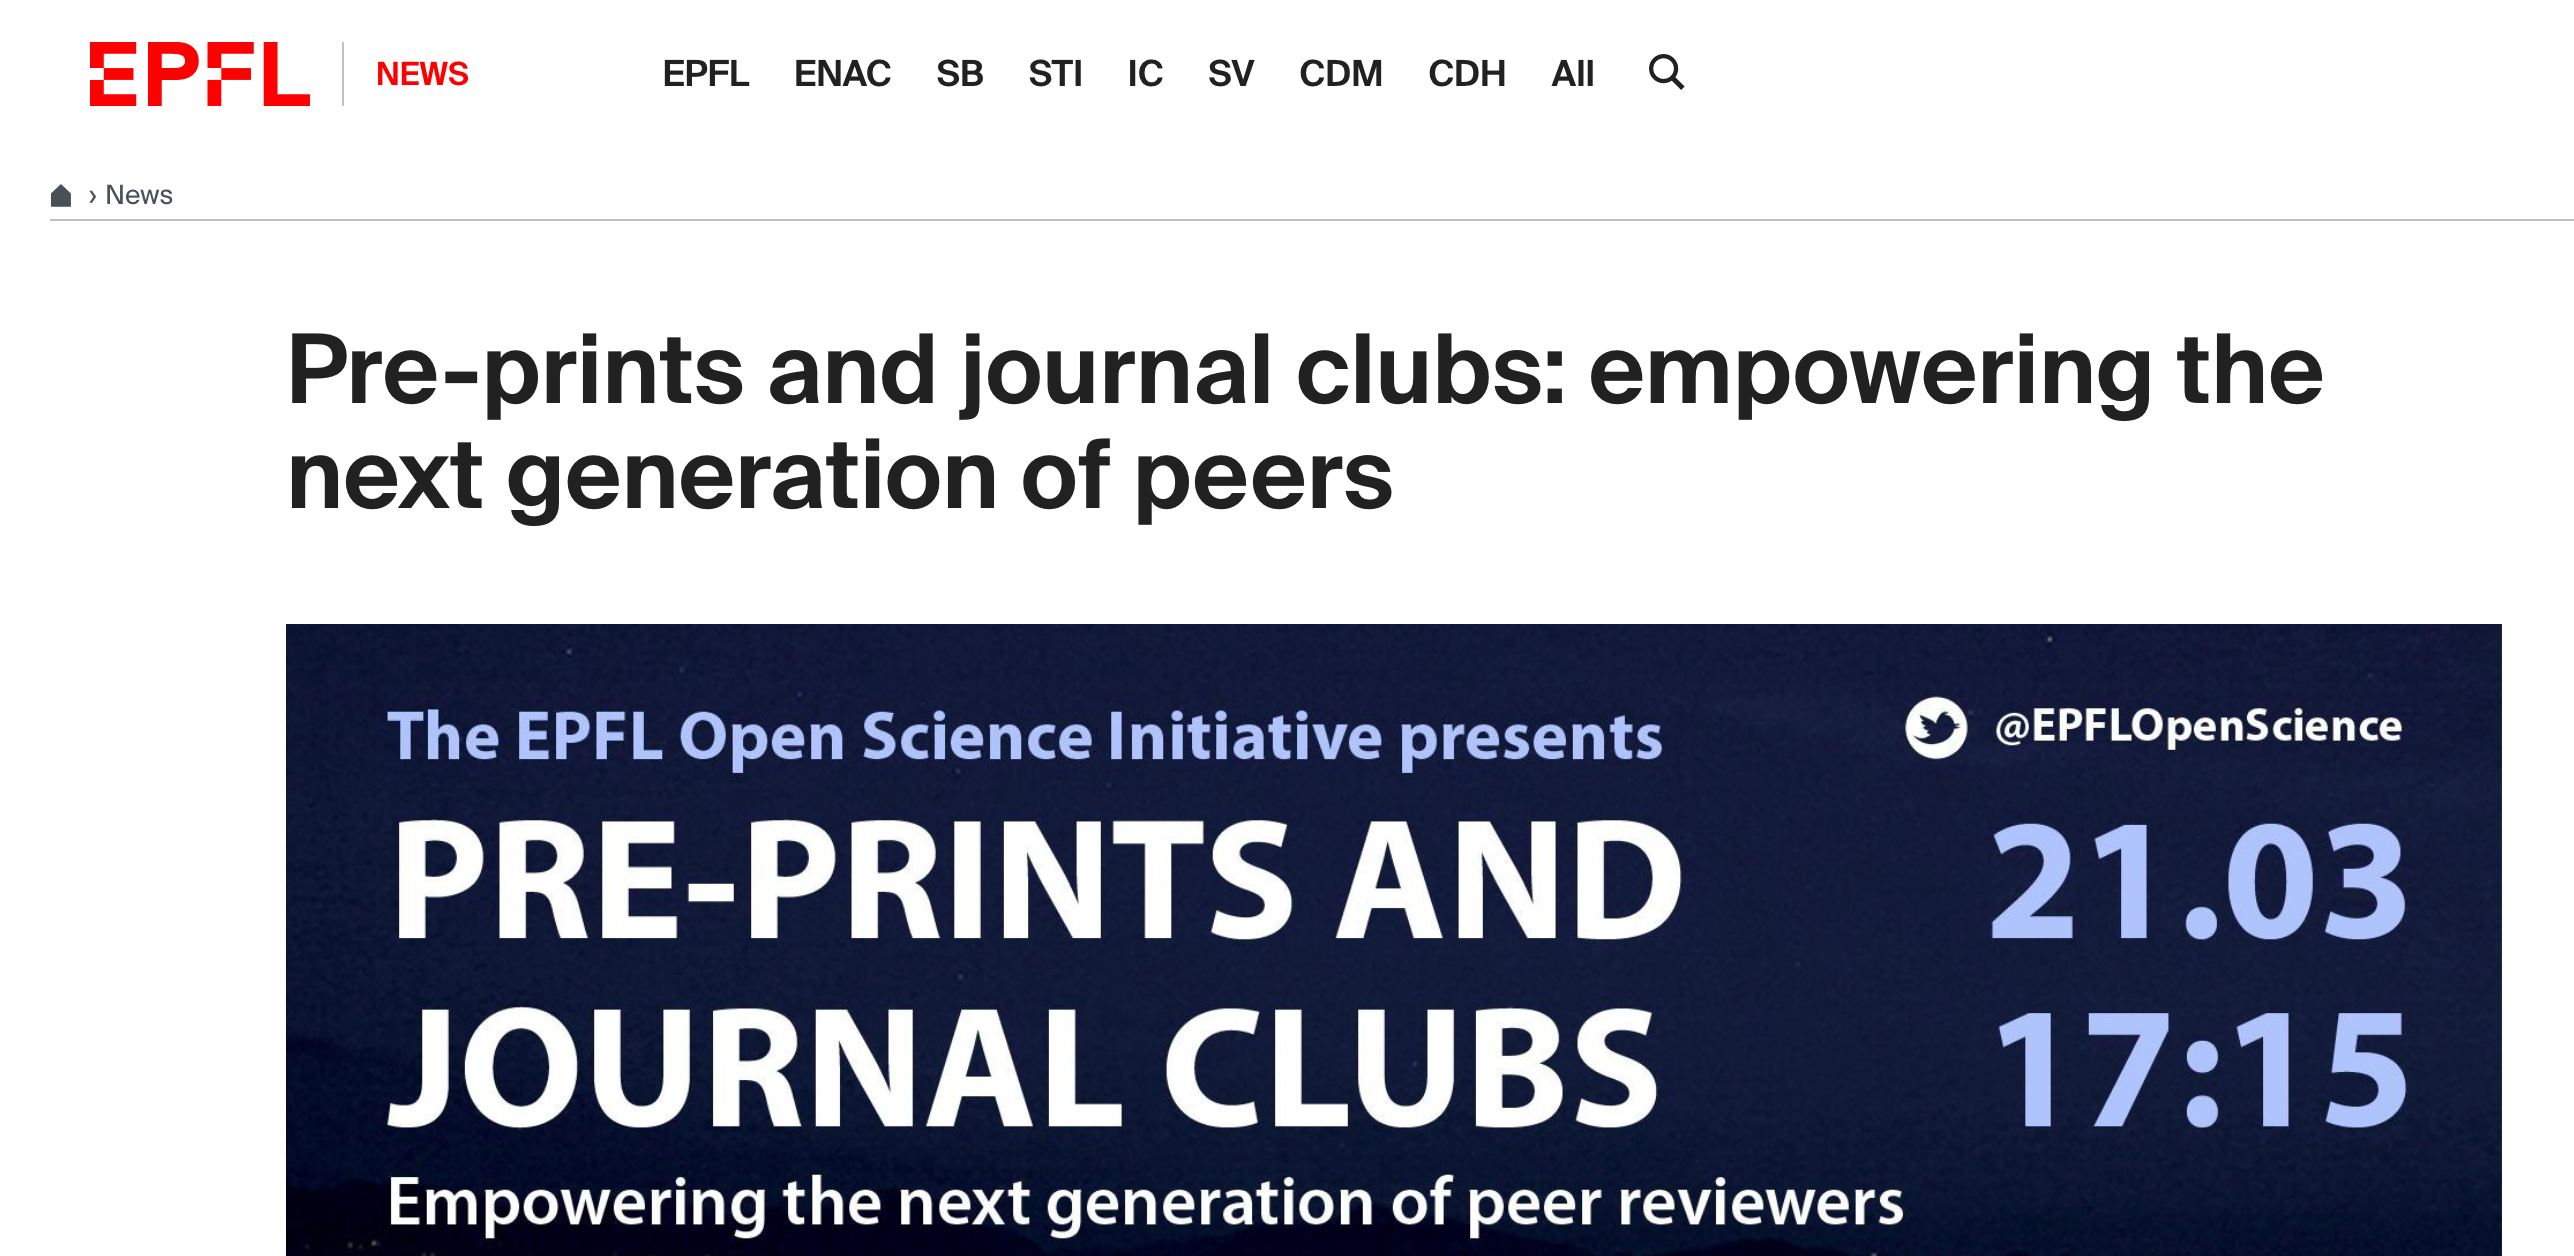 EPFL NEWS EPFL ENAC SB STI IC SV CDM CDH All
› News
Pre-prints and journal clubs: empowering the
next generation of peers
The EPFL Open Science Initiative presents
@EPFLOpenScience
PRE-PRINTS AND
21.03
JOURNAL CLUBS
17:15
Empowering the next generation of peer reviewers